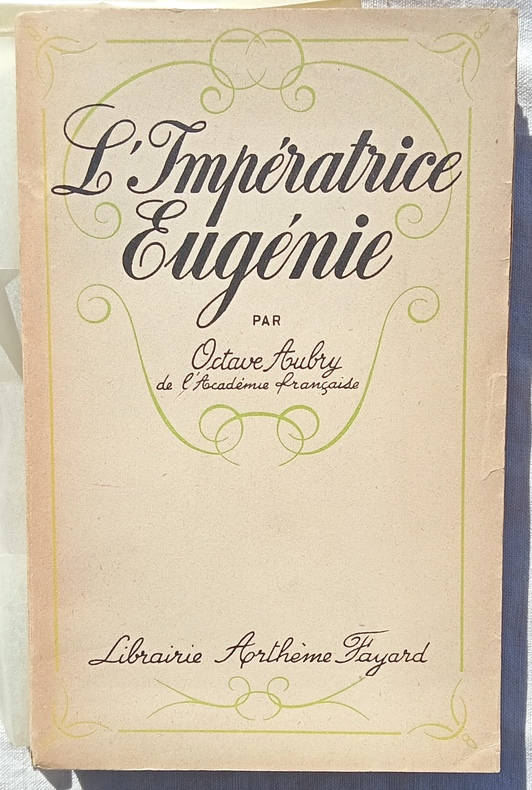 L'Impératrice
Eugénie
PAR
Octave Aubry
de l'Académie française
Librairie Arthème Fayard